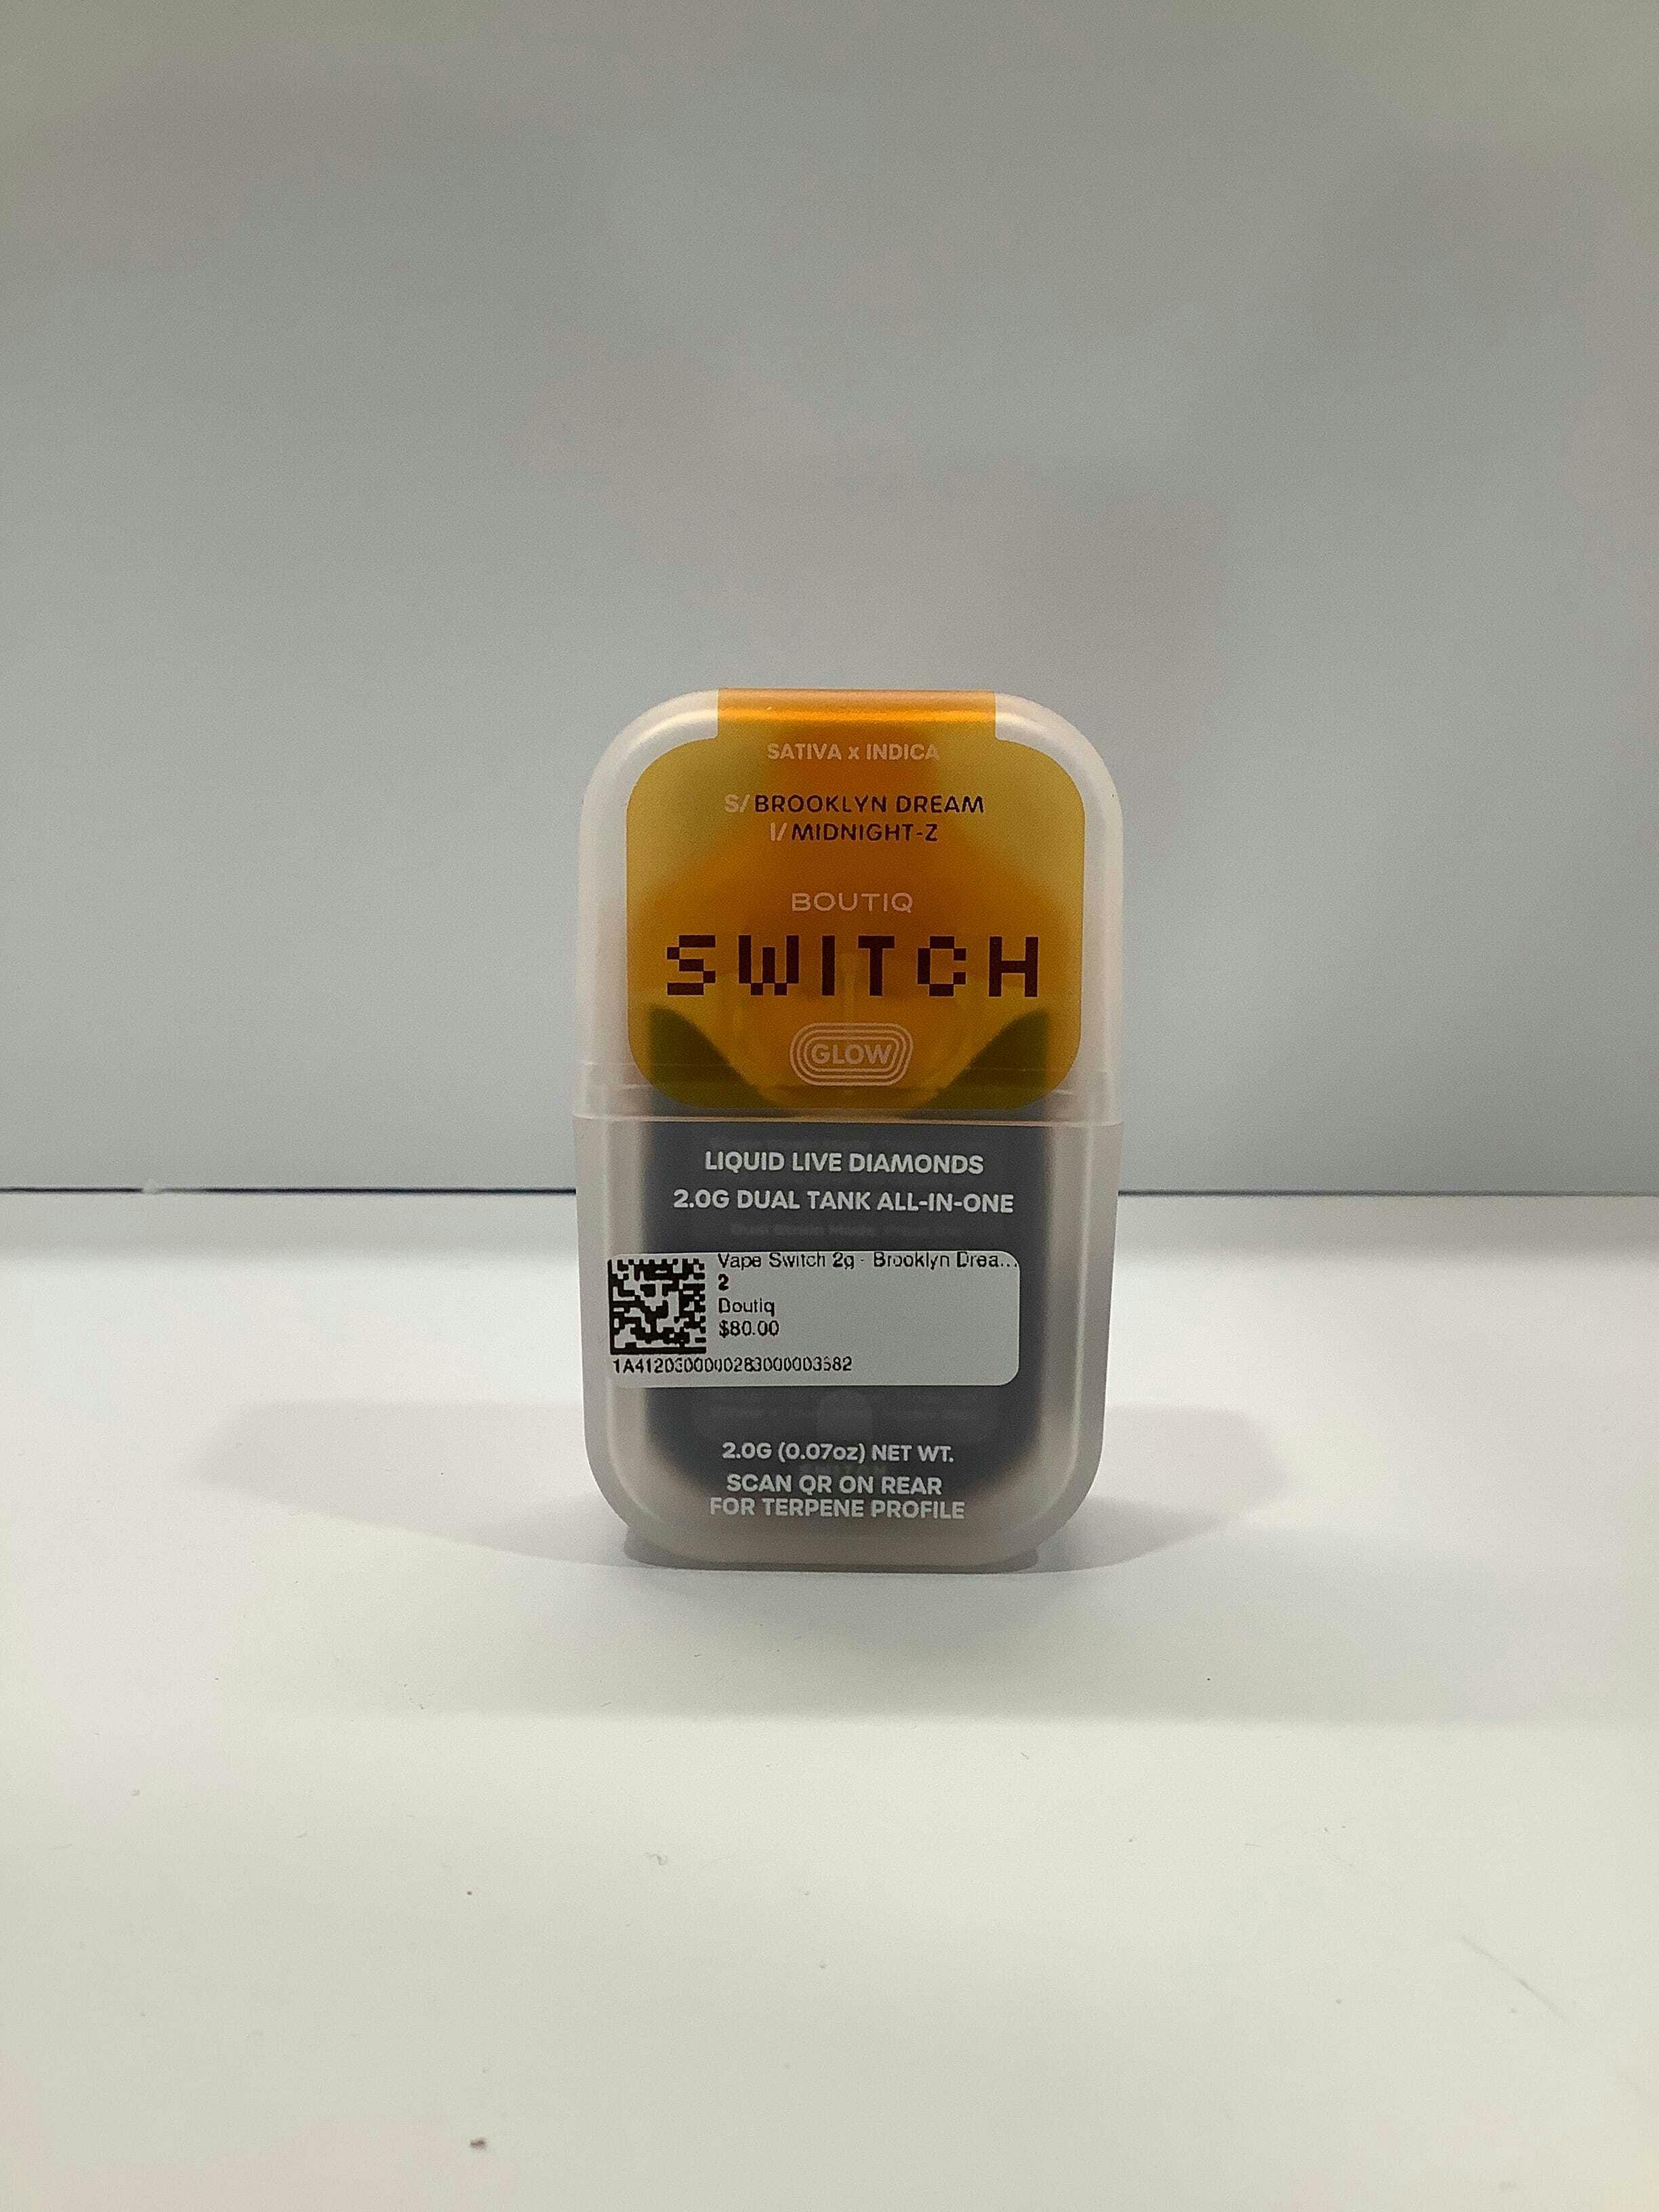 SATIVA x INDICA
S/BROOKLYN DREAM
I/MIDNIGHT-Z
BOUTIQ
SWITCH
GLOW
LIQUID LIVE DIAMONDS
2.0G DUAL TANK ALL-IN-ONE
Vape Switch 2g - Brooklyn Drea...
2
Boutiq
$80.00
2.0G (0.07oz) NET WT.
SCAN QR ON REAR
FOR TERPENE PROFILE